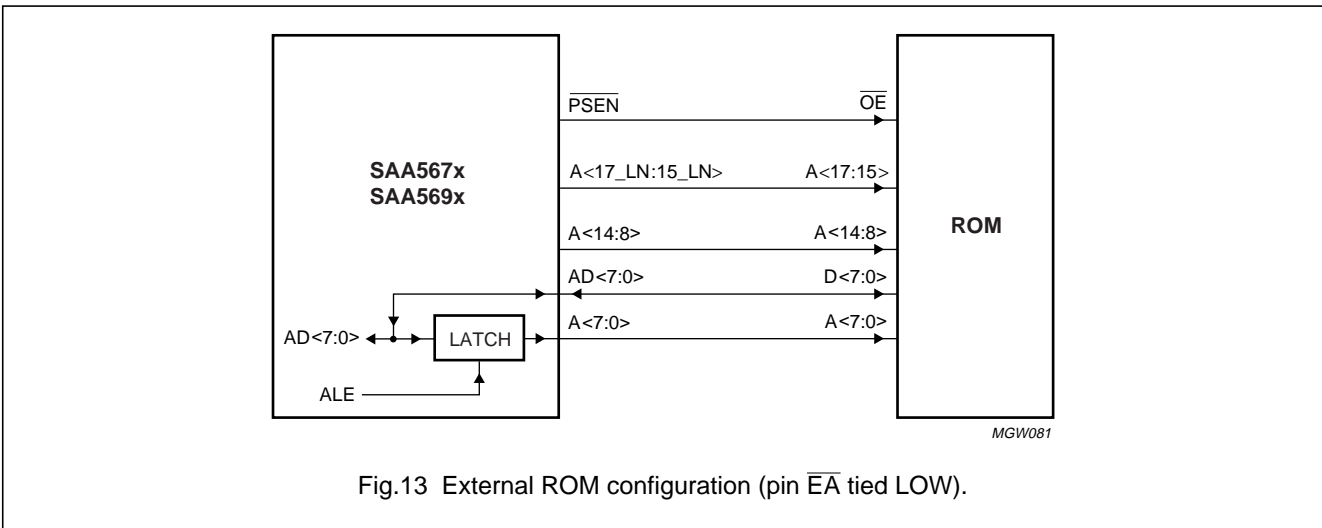 PSEN OE
SAA567x
SAA569x
A<17_LN:15_LN> A<17:15>
ROM
A<14:8> A<14:8>
AD<7:0> D<7:0>
A<7:0> A<7:0>
AD<7:0> LATCH
ALE
MGW081
Fig.13 External ROM configuration (pin EA tied LOW).